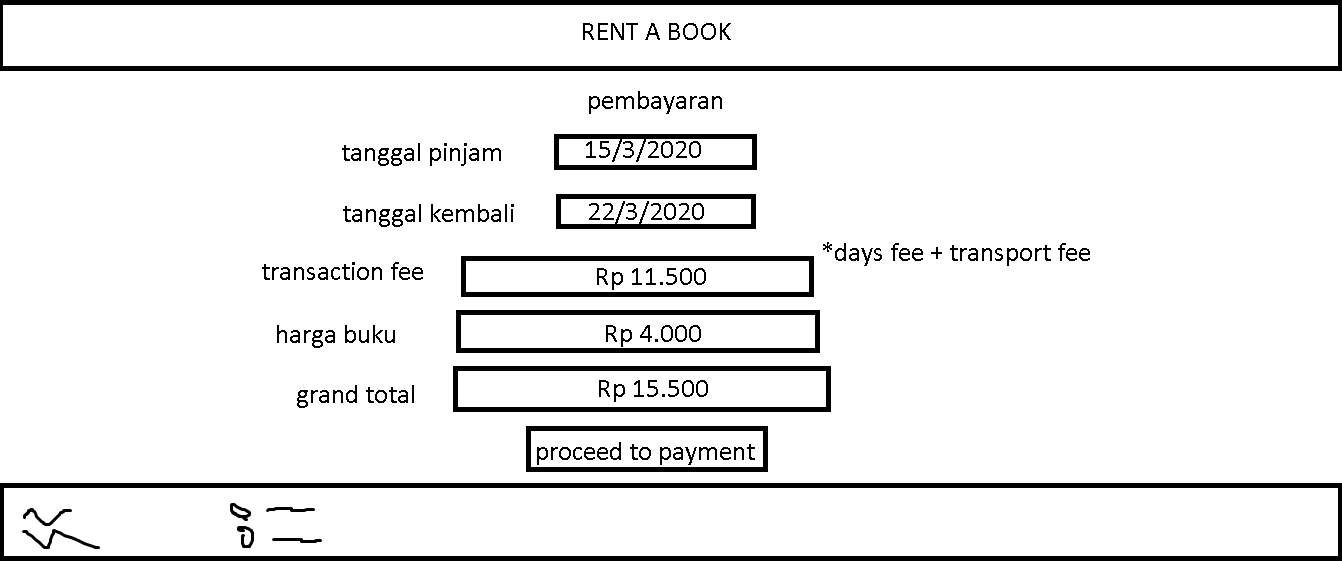 RENT A BOOK
pembayaran
tanggal pinjam 15/3/2020
tanggal kembali 22/3/2020
*days fee + transport fee
transaction fee Rp 11.500
harga buku Rp 4.000
grand total Rp 15.500
proceed to payment